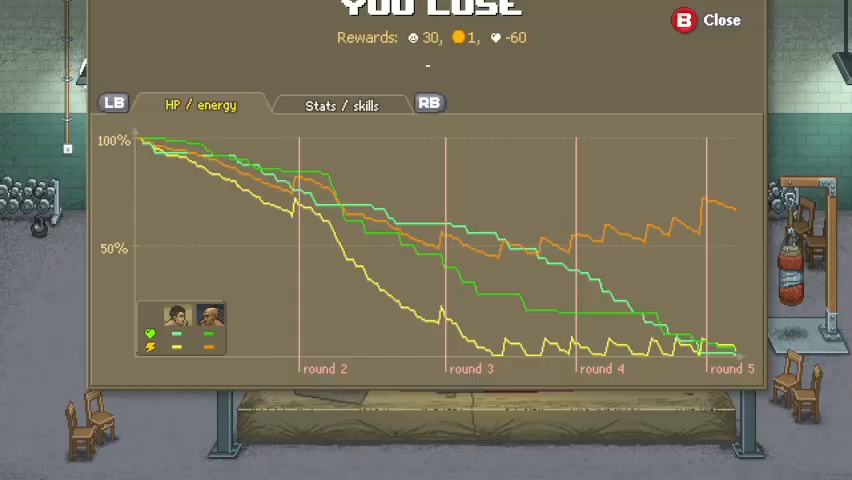 YOU LOSE
B Close
Rewards: 30, 1, -60
-
LB HP / energy Stats / skills RB
100%
50%
round 2 round 3 round 4 round 5